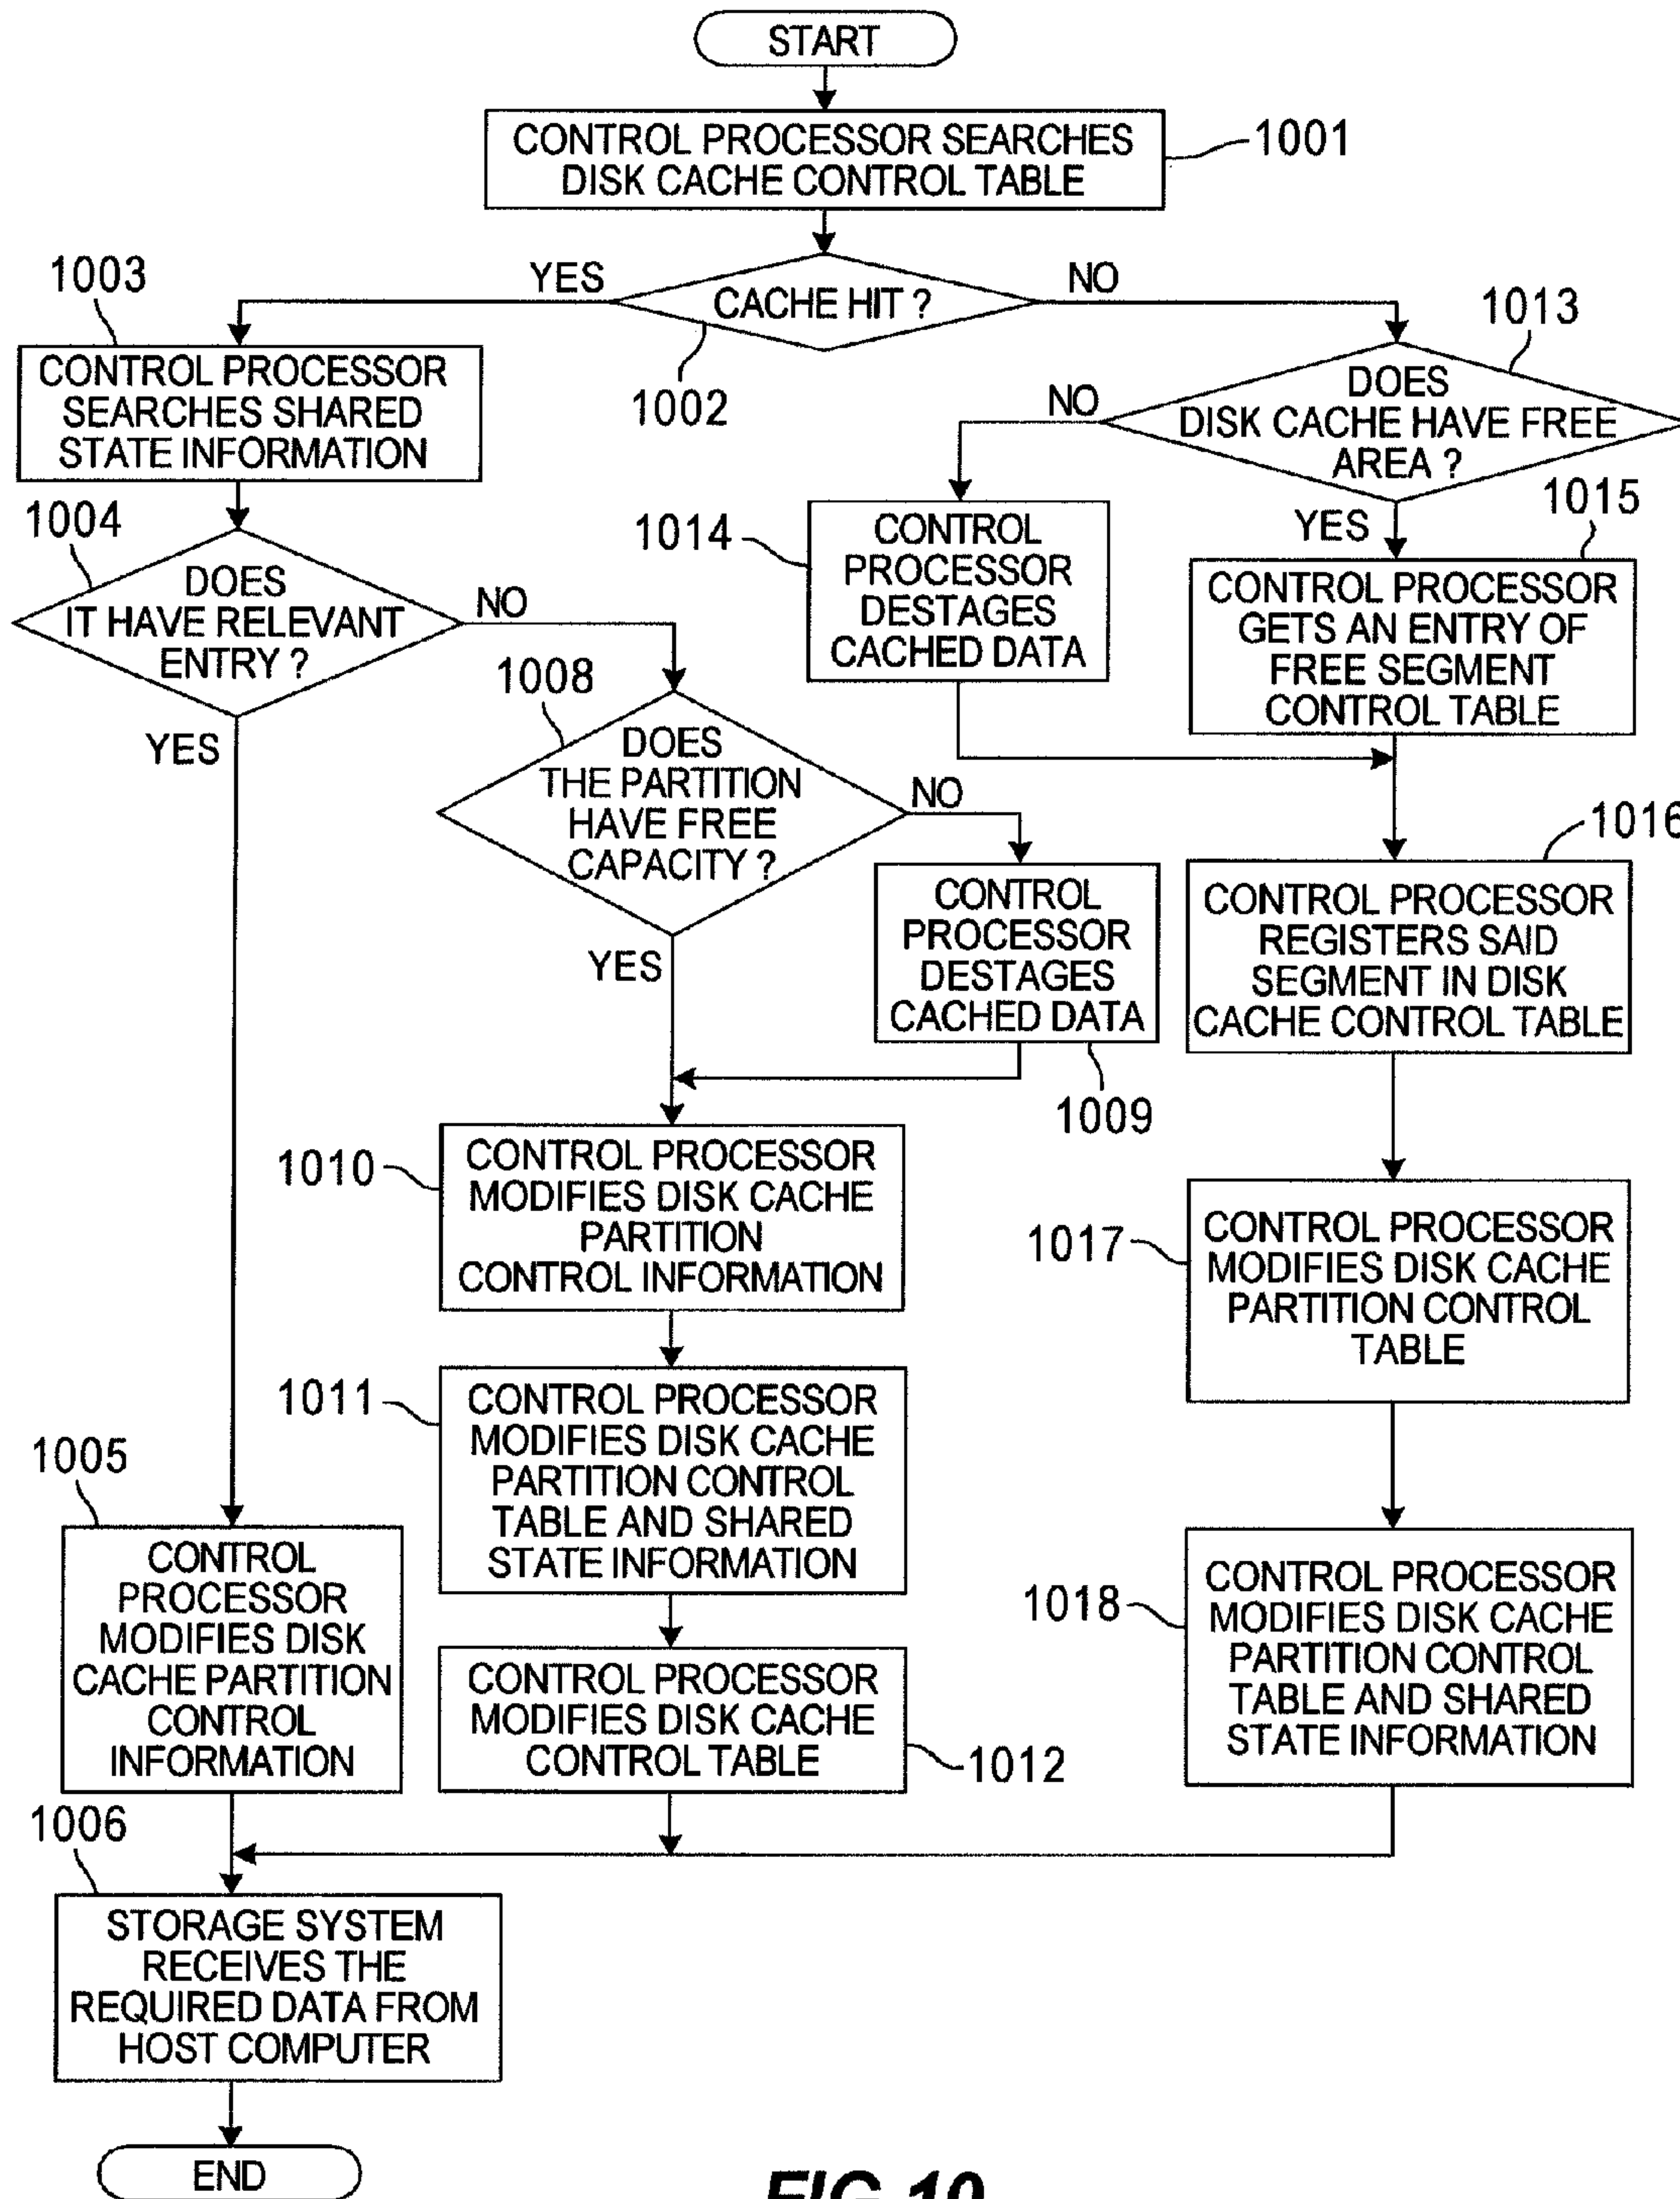 START
CONTROL PROCESSOR SEARCHES
DISK CACHE CONTROL TABLE
1001
CACHE HIT ?
YES
NO
1002
1003
CONTROL PROCESSOR
SEARCHES SHARED
STATE INFORMATION
1013
DOES
DISK CACHE HAVE FREE
AREA ?
NO
YES
1004
DOES
IT HAVE RELEVANT
ENTRY ?
NO
YES
1014
CONTROL
PROCESSOR
DESTAGES
CACHED DATA
1015
CONTROL PROCESSOR
GETS AN ENTRY OF
FREE SEGMENT
CONTROL TABLE
1008
DOES
THE PARTITION
HAVE FREE
CAPACITY ?
NO
YES
CONTROL
PROCESSOR
DESTAGES
CACHED DATA
1009
1016
CONTROL PROCESSOR
REGISTERS SAID
SEGMENT IN DISK
CACHE CONTROL TABLE
1010
CONTROL PROCESSOR
MODIFIES DISK CACHE
PARTITION
CONTROL INFORMATION
1017
CONTROL PROCESSOR
MODIFIES DISK CACHE
PARTITION CONTROL
TABLE
1011
CONTROL PROCESSOR
MODIFIES DISK CACHE
PARTITION CONTROL
TABLE AND SHARED
STATE INFORMATION
1005
CONTROL
PROCESSOR
MODIFIES DISK
CACHE PARTITION
CONTROL
INFORMATION
CONTROL PROCESSOR
MODIFIES DISK CACHE
CONTROL TABLE
1012
1018
CONTROL PROCESSOR
MODIFIES DISK CACHE
PARTITION CONTROL
TABLE AND SHARED
STATE INFORMATION
1006
STORAGE SYSTEM
RECEIVES THE
REQUIRED DATA FROM
HOST COMPUTER
END
FIG.10